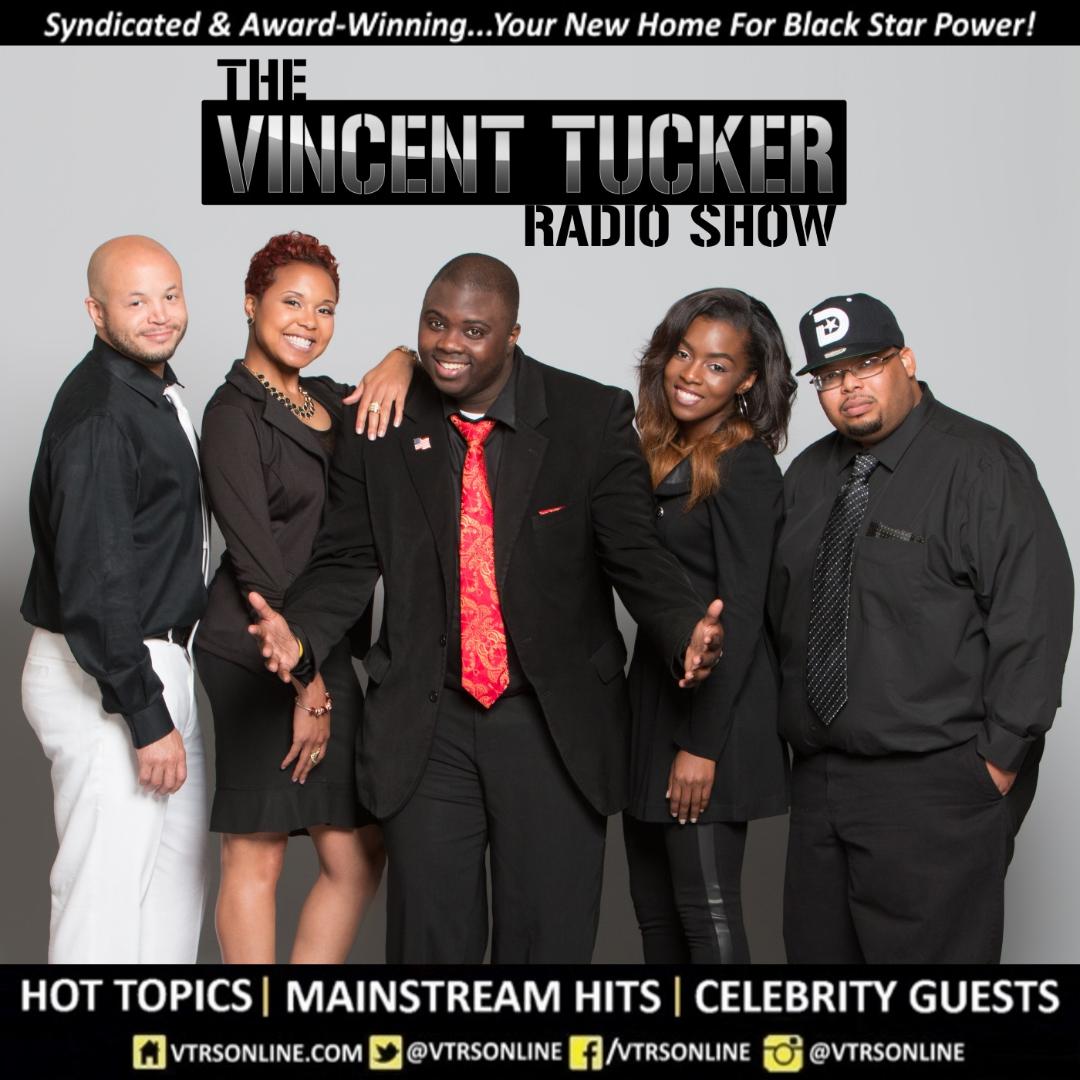 Syndicated & Award-Winning...Your New Home For Black Star Power!
THE
VINCENT TUCKER
RADIO SHOW
D
HOT TOPICS| MAINSTREAM HITS| CELEBRITY GUESTS
VTRSONLINE.COM @VTRSONLINE f /VTRSONLINE @VTRSONLINE